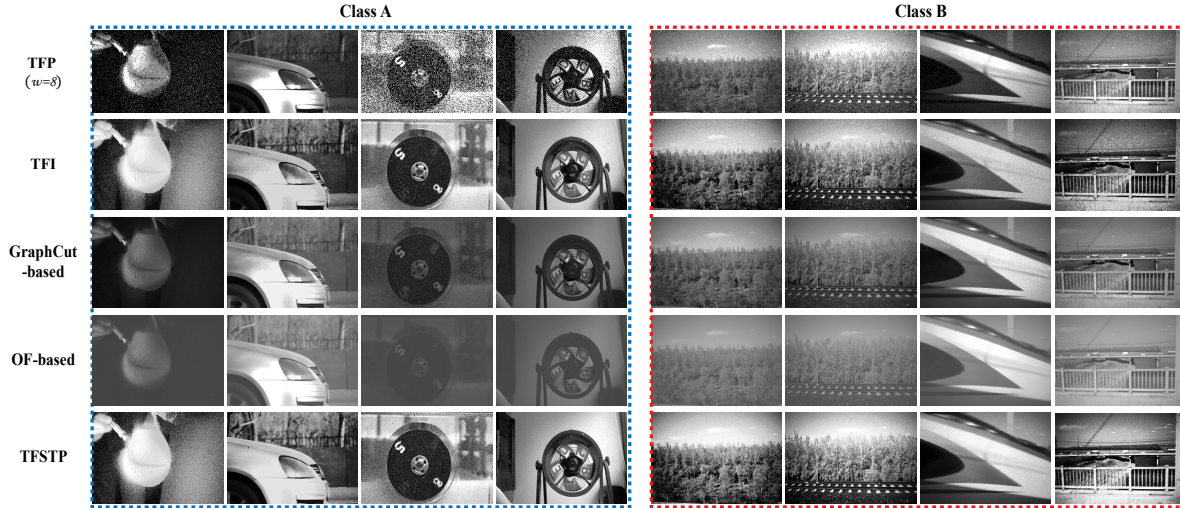 Class A
Class B
TFP
(w=8)
TFI
GraphCut
-based
OF-based
TFSTP